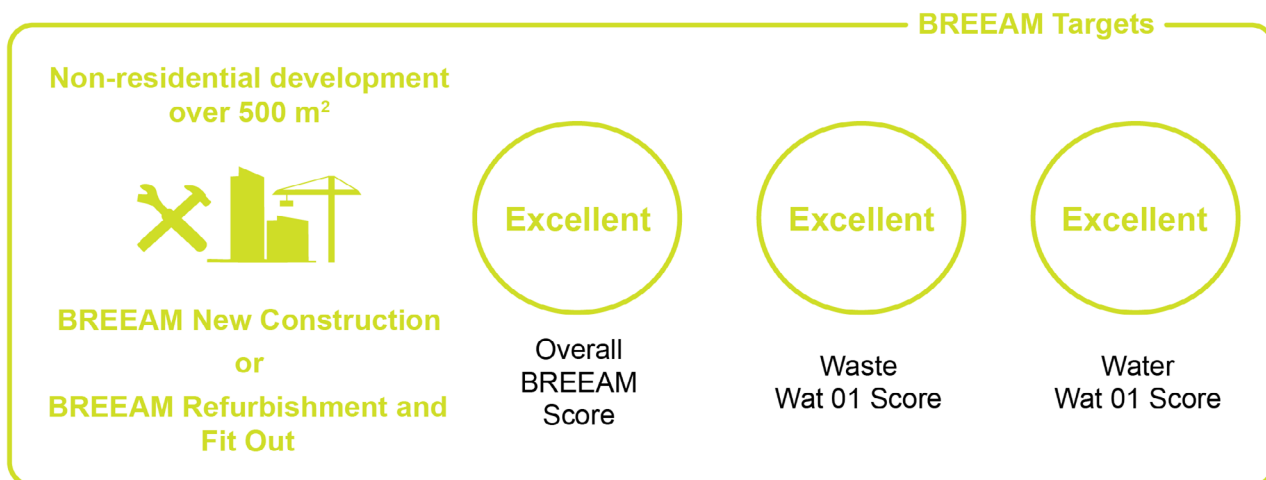 BREEAM Targets
Non-residential development
over 500 m²
BREEAM New Construction
or
BREEAM Refurbishment and
Fit Out
Excellent
Overall
BREEAM
Score
Excellent
Waste
Wat 01 Score
Excellent
Water
Wat 01 Score